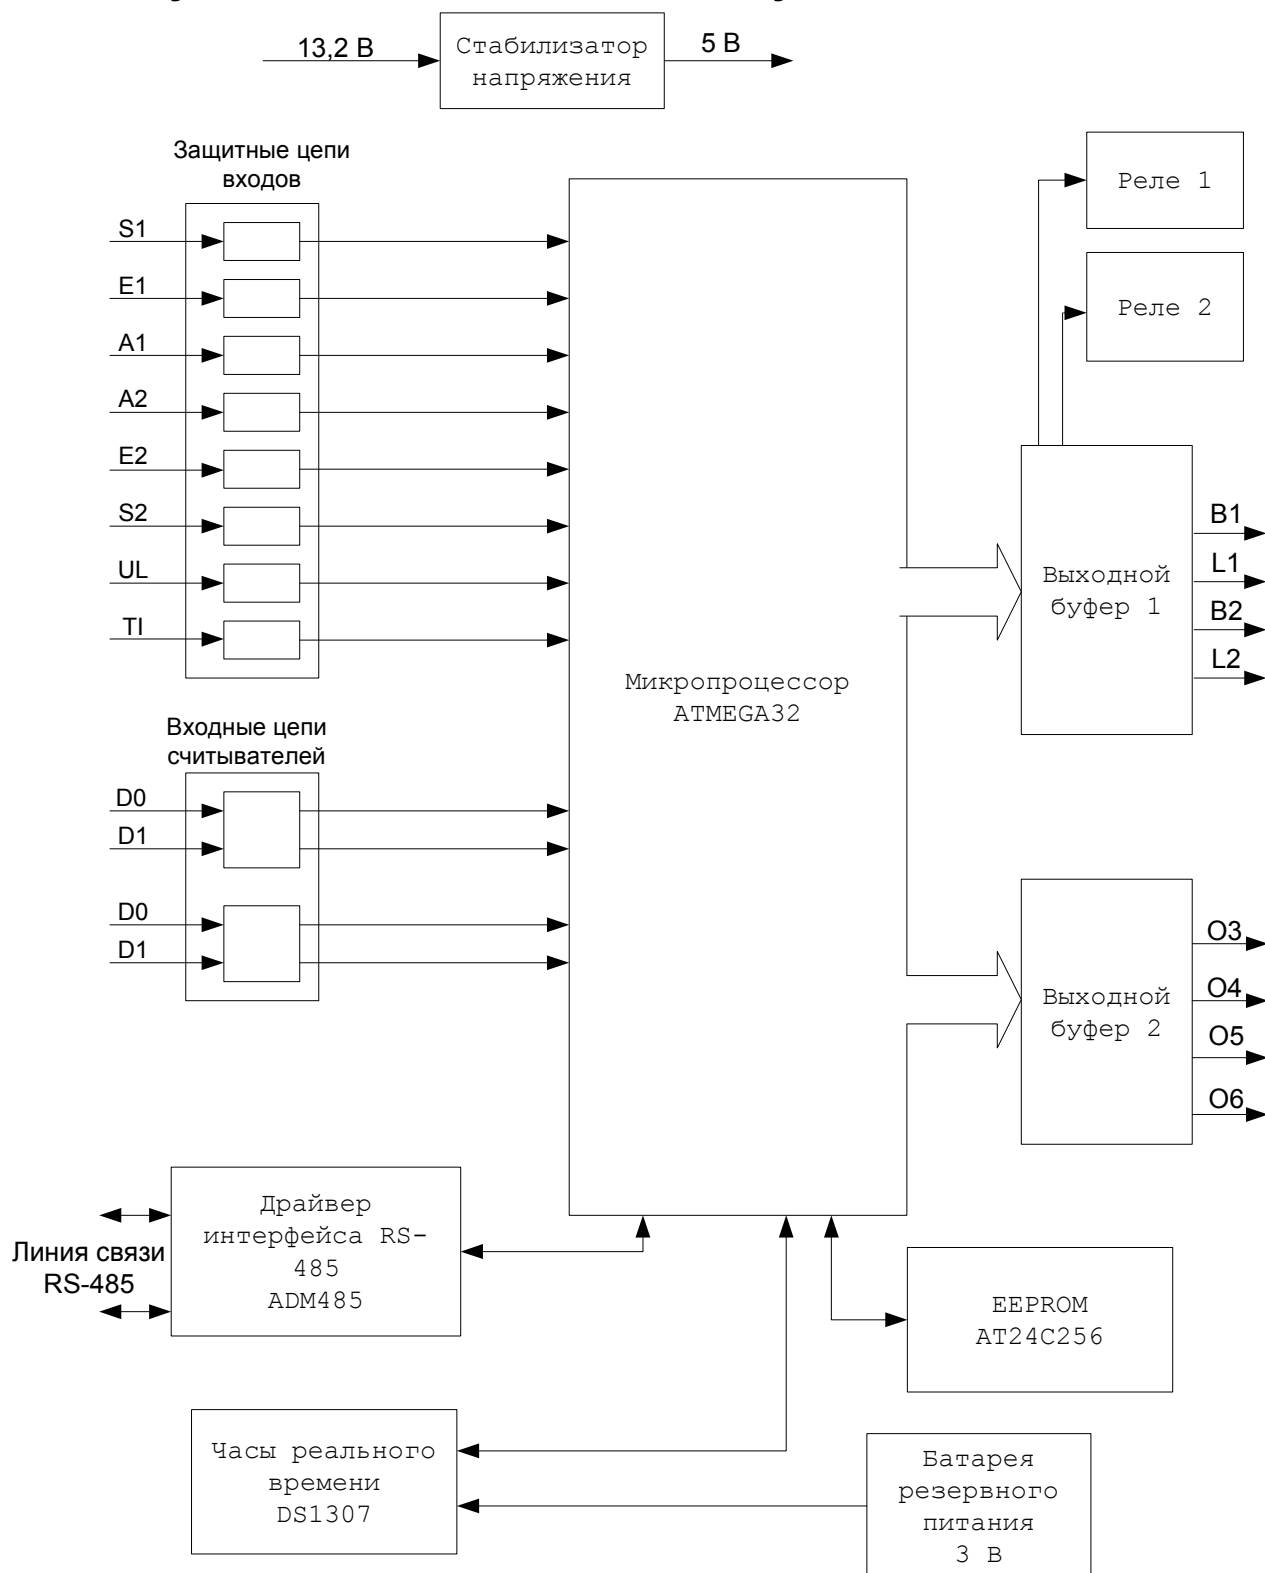 13,2 В
Стабилизатор
напряжения
5 В
Защитные цепи
входов
S1
E1
A1
A2
E2
S2
UL
TI
Входные цепи
считывателей
D0
D1
D0
D1
Микропроцессор
ATMEGA32
Реле 1
Реле 2
Выходной
буфер 1
B1
L1
B2
L2
Выходной
буфер 2
O3
O4
O5
O6
Драйвер
интерфейса RS-
485
ADM485
Линия связи
RS-485
EEPROM
AT24C256
Часы реального
времени
DS1307
Батарея
резервного
питания
3 В